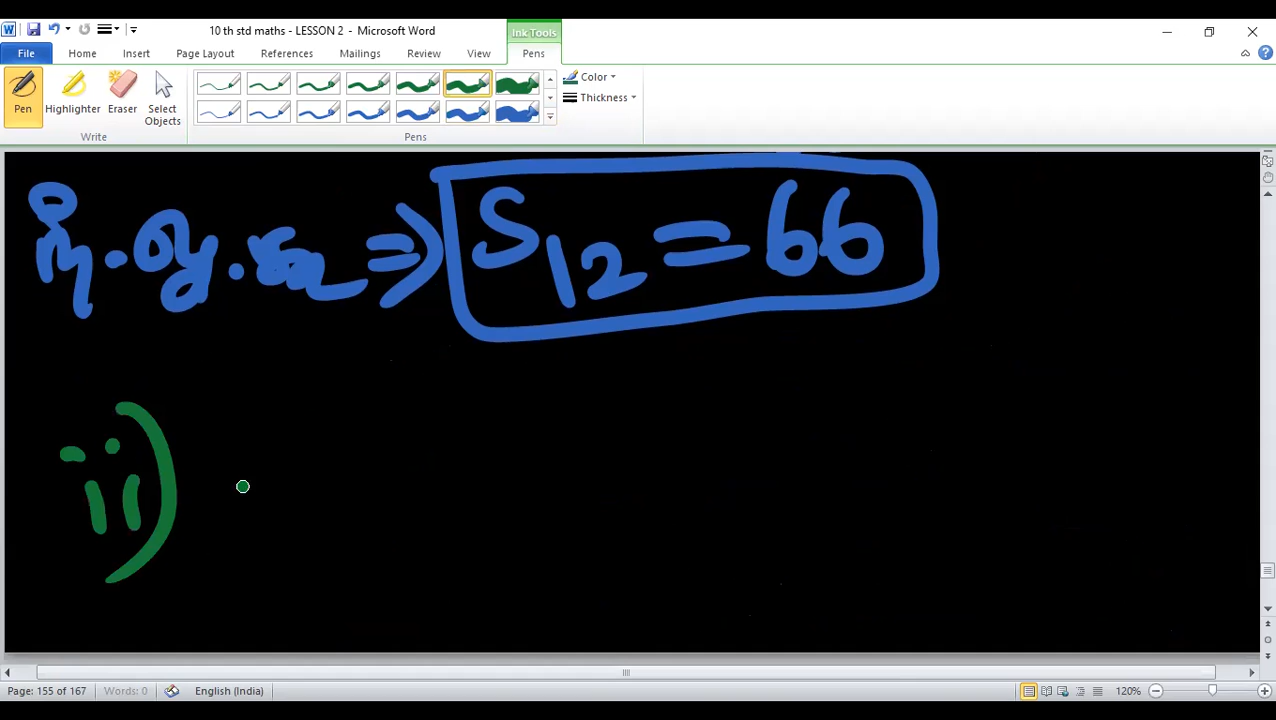 10 th std maths - LESSON 2 - Microsoft Word
Ink Tools
File Home Insert Page Layout References Mailings Review View Pens
Pen Highlighter Eraser Select Objects
Color
Thickness
Write Pens
⇒ S₁₂ = 66
ii)
Page: 155 of 167 Words: 0 English (India) 120%